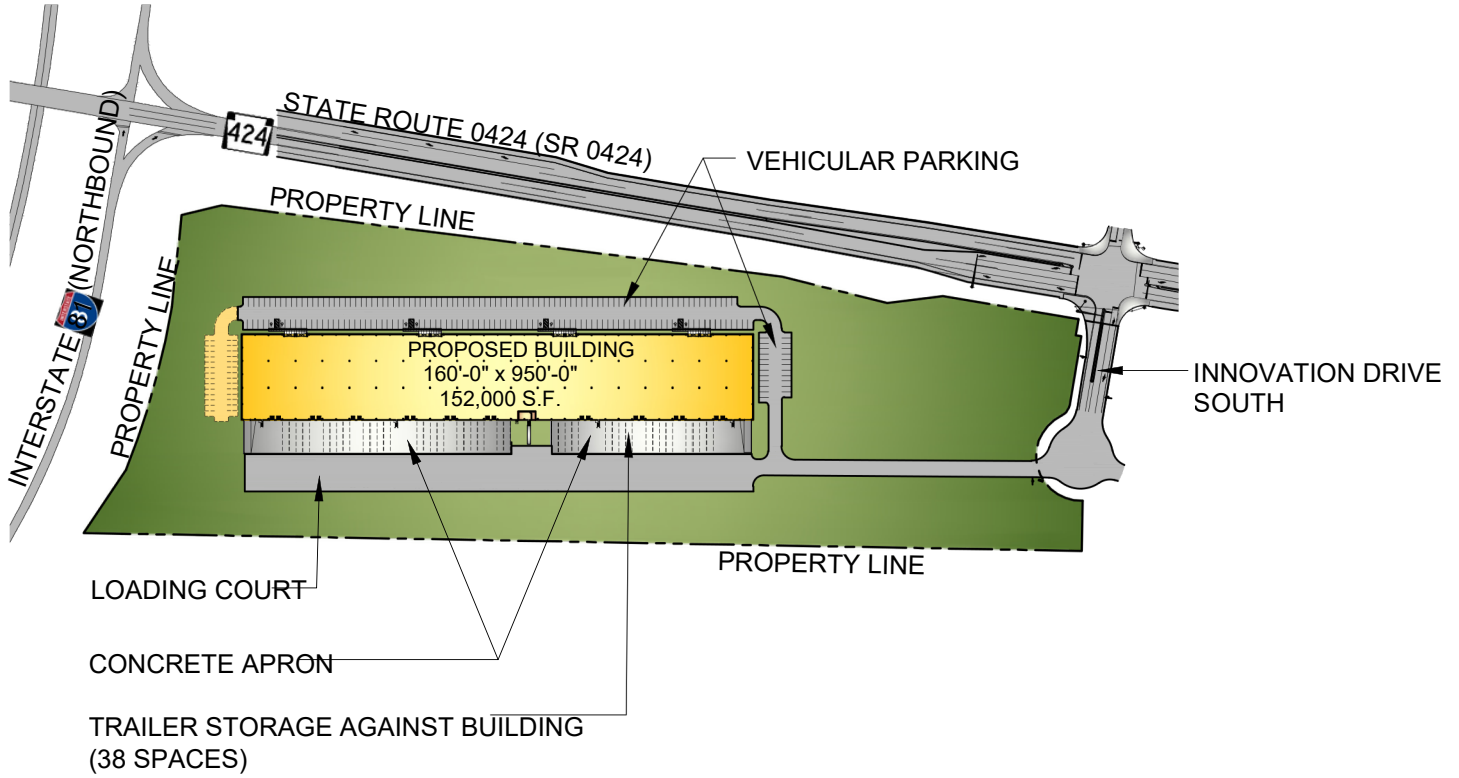 STATE ROUTE 0424 (SR 0424)
424
VEHICULAR PARKING
PROPERTY LINE
INTERSTATE 81 (NORTHBOUND)
PROPERTY LINE
PROPOSED BUILDING
160'-0" x 950'-0"
152,000 S.F.
INNOVATION DRIVE
SOUTH
PROPERTY LINE
LOADING COURT
CONCRETE APRON
TRAILER STORAGE AGAINST BUILDING
(38 SPACES)